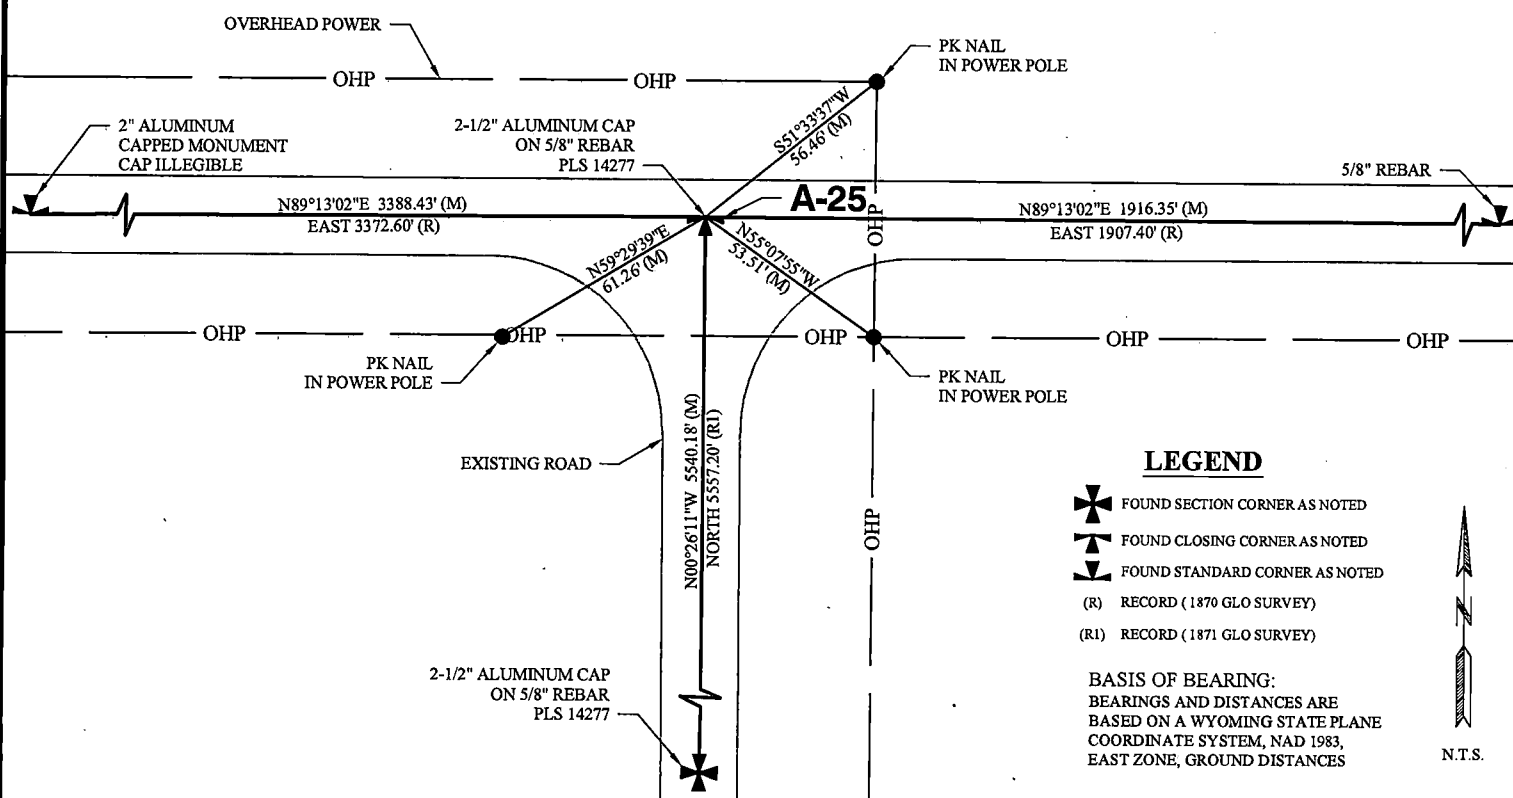 OVERHEAD POWER
PK NAIL
IN POWER POLE
OHP
OHP
2" ALUMINUM
CAPPED MONUMENT
CAP ILLEGIBLE
2-1/2" ALUMINUM CAP
ON 5/8" REBAR
PLS 14277
S51°33'37"W
56.46' (M)
5/8" REBAR
A-25
N89°13'02"E 3388.43' (M)
EAST 3372.60' (R)
N89°13'02"E 1916.35' (M)
EAST 1907.40' (R)
OHP
N59°29'39"E
61.26' (M)
N55°07'55"W
53.51' (M)
OHP
OHP
OHP
OHP
OHP
PK NAIL
IN POWER POLE
PK NAIL
IN POWER POLE
N00°26'11"W 5540.18' (M)
NORTH 5557.20' (R1)
EXISTING ROAD
OHP
2-1/2" ALUMINUM CAP
ON 5/8" REBAR
PLS 14277
LEGEND
FOUND SECTION CORNER AS NOTED
FOUND CLOSING CORNER AS NOTED
FOUND STANDARD CORNER AS NOTED
(R) RECORD ( 1870 GLO SURVEY)
(R1) RECORD ( 1871 GLO SURVEY)
BASIS OF BEARING:
BEARINGS AND DISTANCES ARE
BASED ON A WYOMING STATE PLANE
COORDINATE SYSTEM, NAD 1983,
EAST ZONE, GROUND DISTANCES
N
N.T.S.